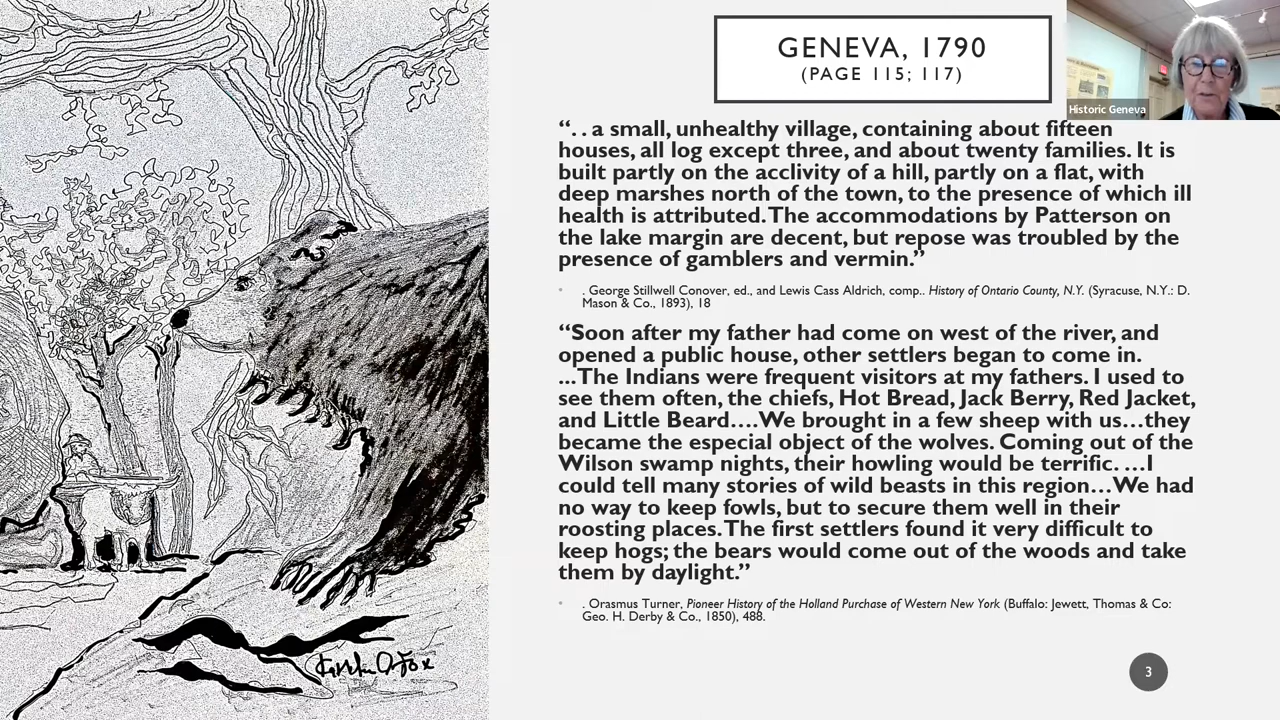 GENEVA, 1790
(PAGE 115; 117)
Historic Geneva
“. . a small, unhealthy village, containing about fifteen
houses, all log except three, and about twenty families. It is
built partly on the acclivity of a hill, partly on a flat, with
deep marshes north of the town, to the presence of which ill
health is attributed. The accommodations by Patterson on
the lake margin are decent, but repose was troubled by the
presence of gamblers and vermin.”
• . George Stillwell Conover, ed., and Lewis Cass Aldrich, comp.. History of Ontario County, N.Y. (Syracuse, N.Y.: D.
Mason & Co., 1893), 18
“Soon after my father had come on west of the river, and
opened a public house, other settlers began to come in.
...The Indians were frequent visitors at my fathers. I used to
see them often, the chiefs, Hot Bread, Jack Berry, Red Jacket,
and Little Beard….We brought in a few sheep with us…they
became the especial object of the wolves. Coming out of the
Wilson swamp nights, their howling would be terrific. …I
could tell many stories of wild beasts in this region…We had
no way to keep fowls, but to secure them well in their
roosting places. The first settlers found it very difficult to
keep hogs; the bears would come out of the woods and take
them by daylight.”
• . Orasmus Turner, Pioneer History of the Holland Purchase of Western New York (Buffalo: Jewett, Thomas & Co:
Geo. H. Derby & Co., 1850), 488.
Fox
3